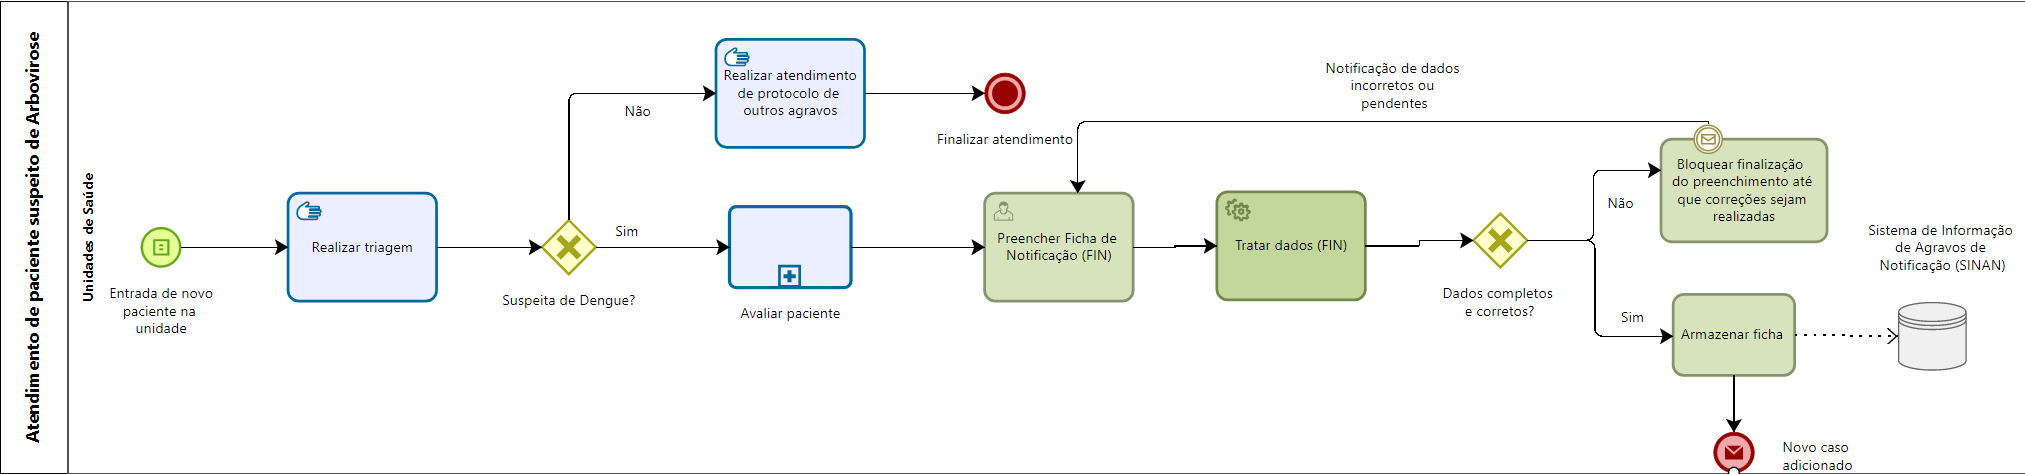 Atendimento de paciente suspeito de Arbovirose
Unidades de Saúde
Entrada de novo
paciente na
unidade
Realizar triagem
Suspeita de Dengue?
Não
Sim
Realizar atendimento
de protocolo de
outros agravos
Finalizar atendimento
Avaliar paciente
Preencher Ficha de
Notificação (FIN)
Tratar dados (FIN)
Notificação de dados
incorretos ou
pendentes
Dados completos
e corretos?
Não
Sim
Bloquear finalização
do preenchimento até
que correções sejam
realizadas
Armazenar ficha
Sistema de Informação
de Agravos de
Notificação (SINAN)
Novo caso
adicionado